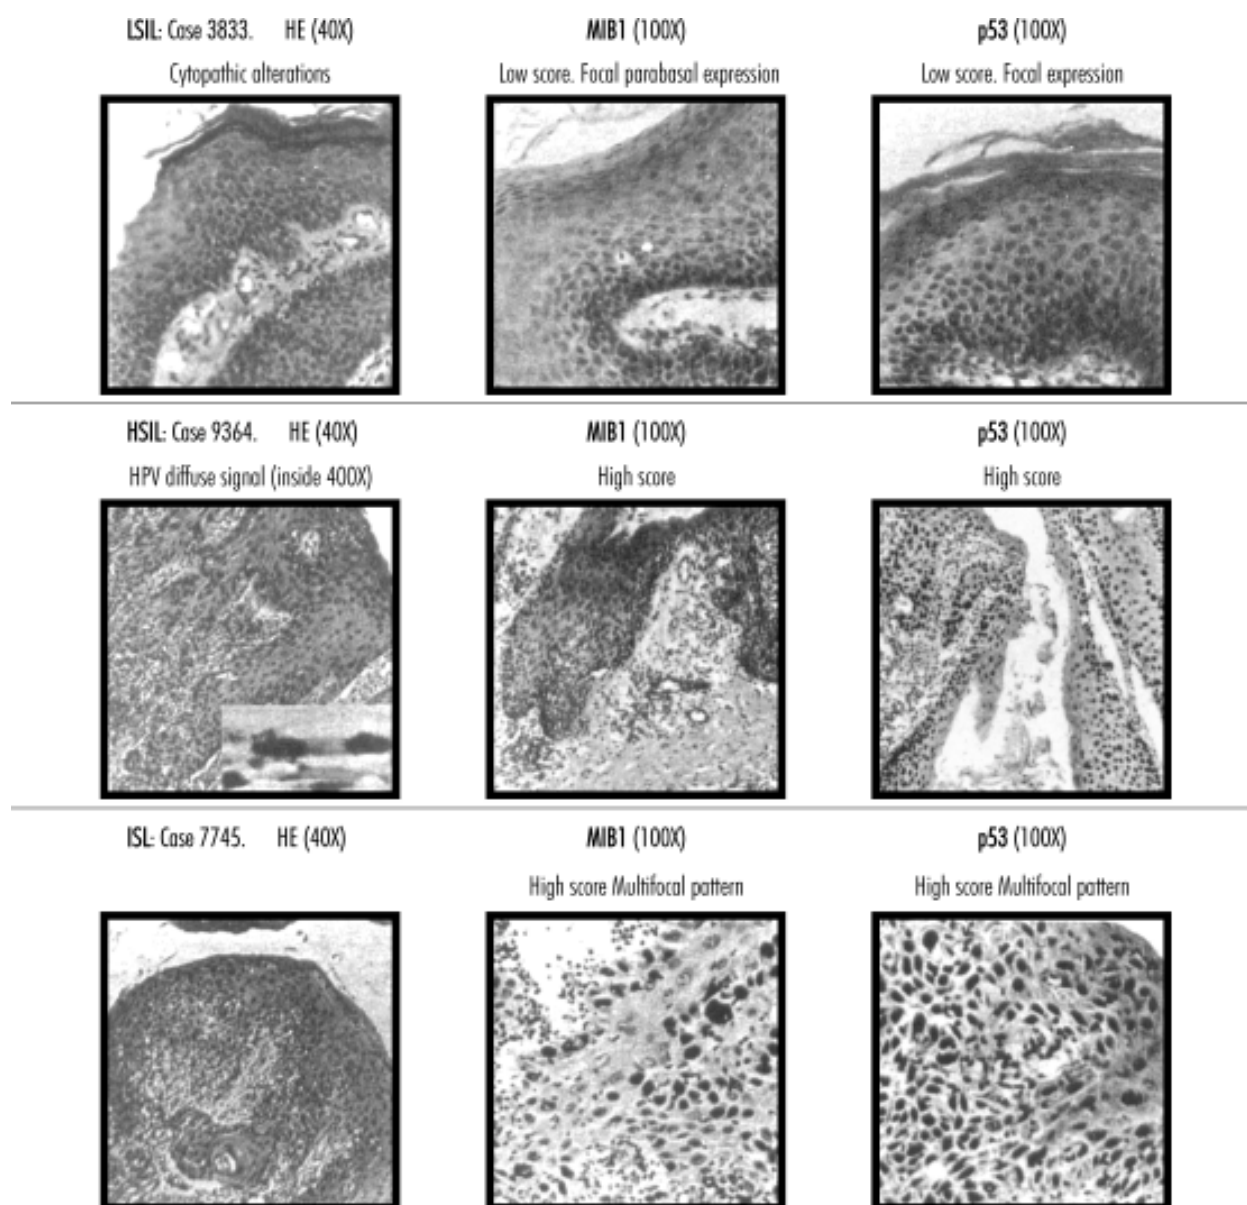 LSIL: Case 3833. HE (40X)
Cytopathic alterations
MIB1 (100X)
Low score. Focal parabasal expression
p53 (100X)
Low score. Focal expression
HSIL: Case 9364. HE (40X)
HPV diffuse signal (inside 400X)
MIB1 (100X)
High score
p53 (100X)
High score
ISL: Case 7745. HE (40X)
MIB1 (100X)
High score Multifocal pattern
p53 (100X)
High score Multifocal pattern